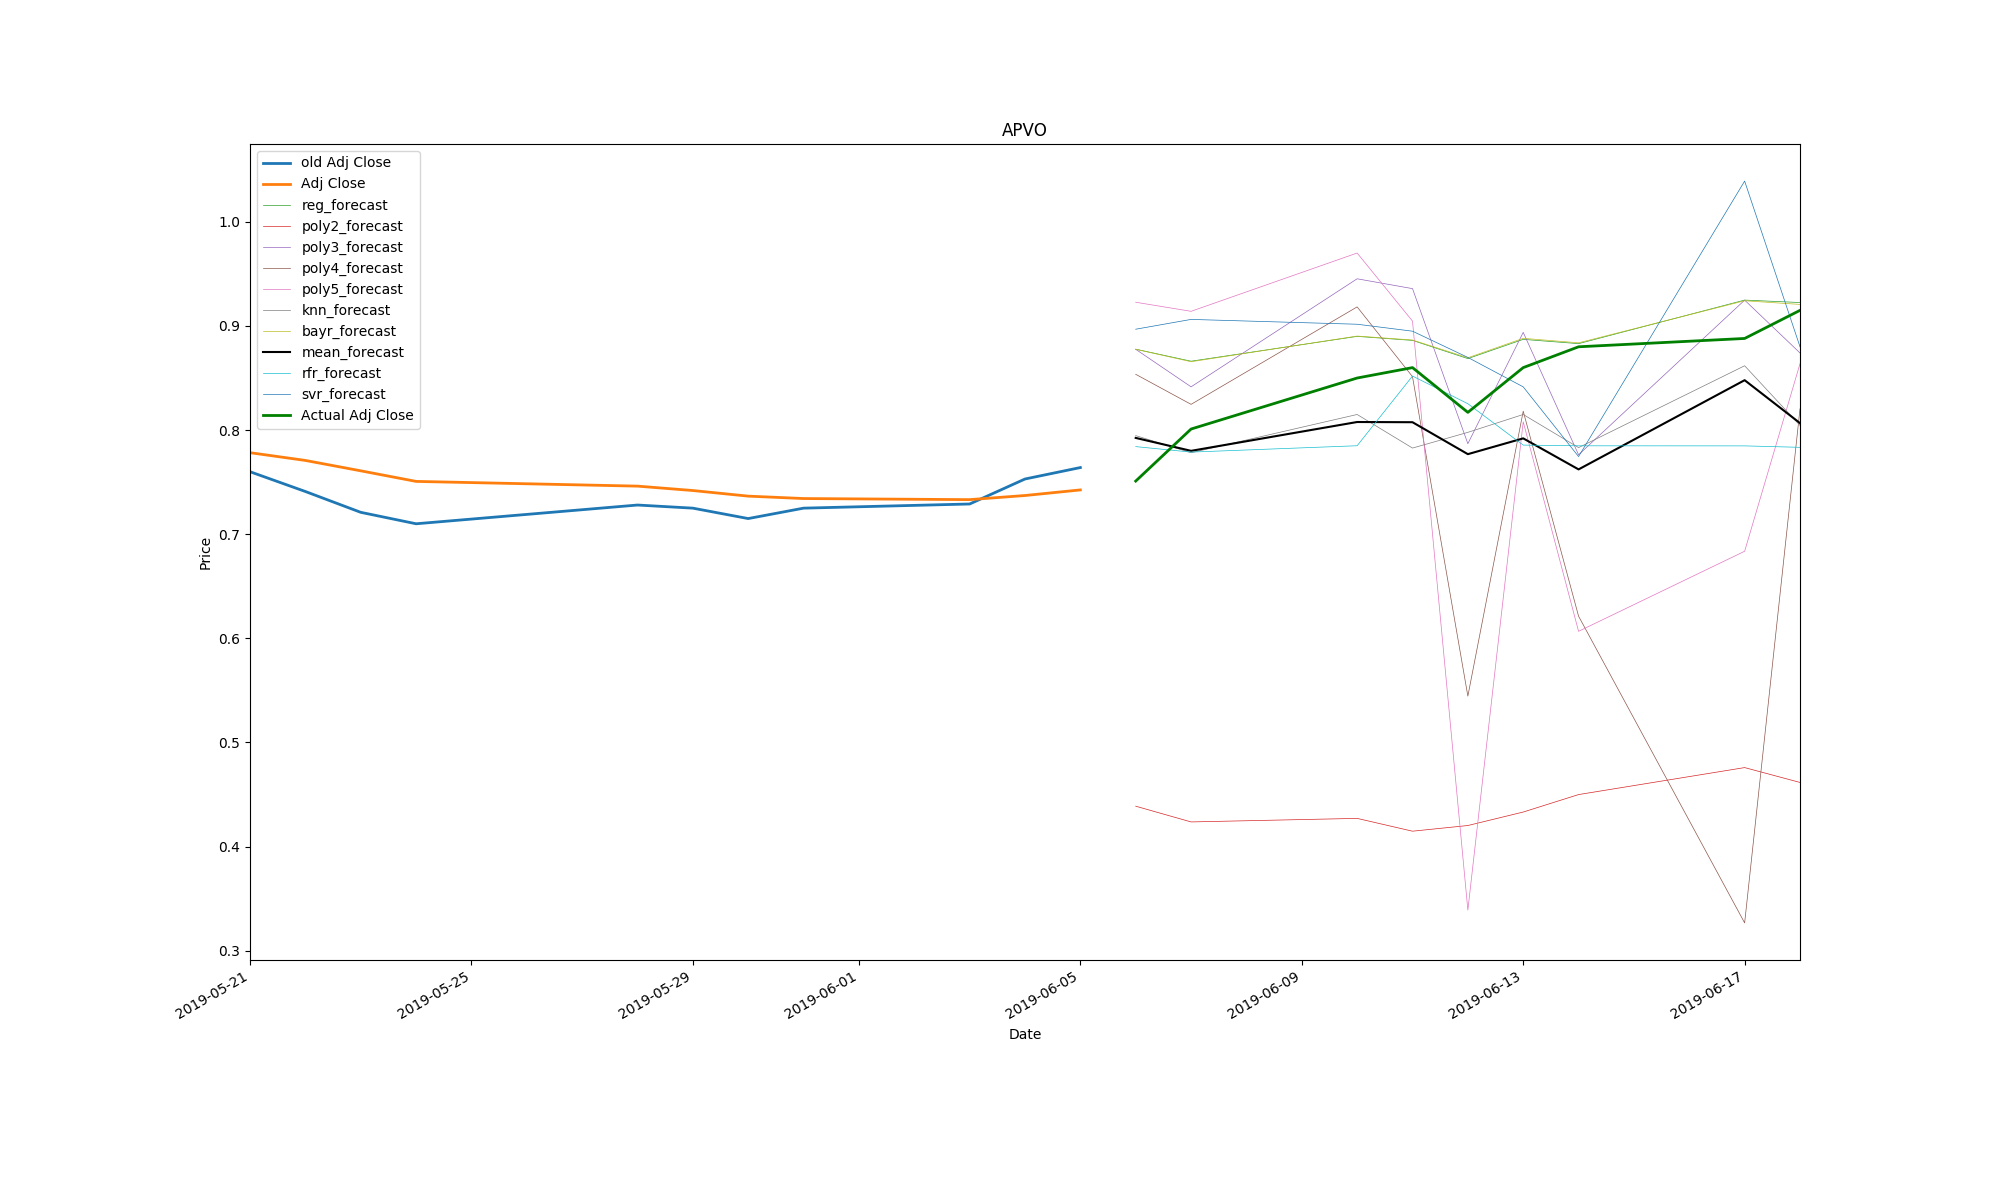 APVO
old Adj Close
Adj Close
reg_forecast
poly2_forecast
poly3_forecast
poly4_forecast
poly5_forecast
knn_forecast
bayr_forecast
mean_forecast
rfr_forecast
svr_forecast
Actual Adj Close
1.0
0.9
0.8
0.7
0.6
0.5
0.4
0.3
Price
2019-05-21
2019-05-25
2019-05-29
2019-06-01
2019-06-05
2019-06-09
2019-06-13
2019-06-17
Date